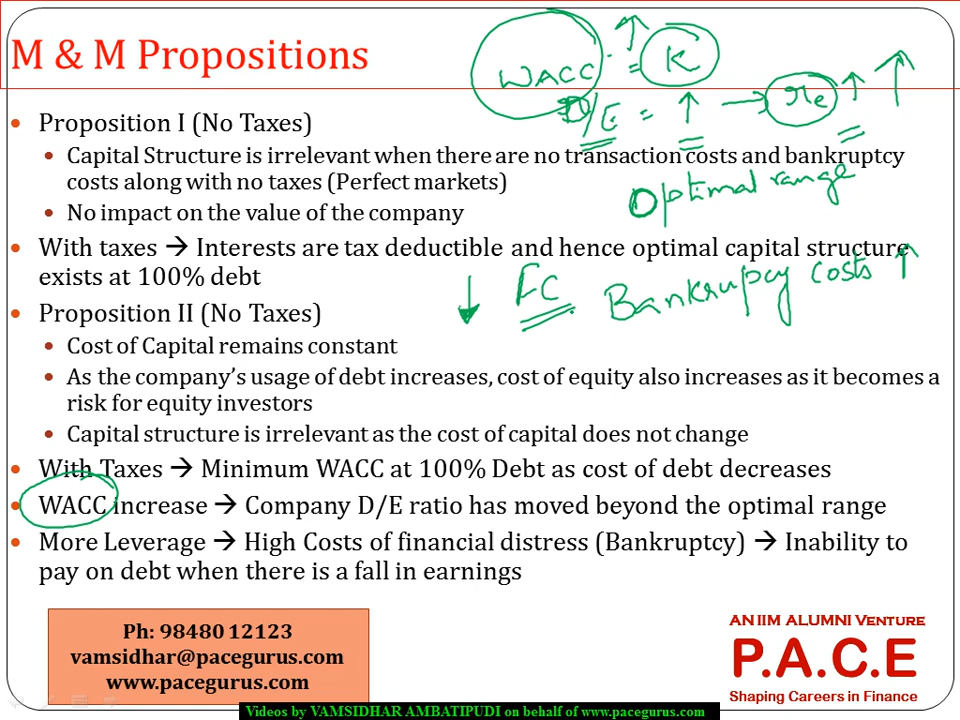 M & M Propositions
WACC ↑ = K
D/E = ↑ → re ↑ ↑
• Proposition I (No Taxes)
• Capital Structure is irrelevant when there are no transaction costs and bankruptcy
costs along with no taxes (Perfect markets)
Optimal range
• No impact on the value of the company
• With taxes → Interests are tax deductible and hence optimal capital structure
exists at 100% debt
↓ FC Bankrupcy costs ↑
• Proposition II (No Taxes)
• Cost of Capital remains constant
• As the company's usage of debt increases, cost of equity also increases as it becomes a
risk for equity investors
• Capital structure is irrelevant as the cost of capital does not change
• With Taxes → Minimum WACC at 100% Debt as cost of debt decreases
• WACC increase → Company D/E ratio has moved beyond the optimal range
• More Leverage → High Costs of financial distress (Bankruptcy) → Inability to
pay on debt when there is a fall in earnings
Ph: 98480 12123
vamsidhar@pacegurus.com
www.pacegurus.com
AN IIM ALUMNI VENTURE
P.A.C.E
Shaping Careers in Finance
Videos by VAMSIDHAR AMBATIPUDI on behalf of www.pacegurus.com